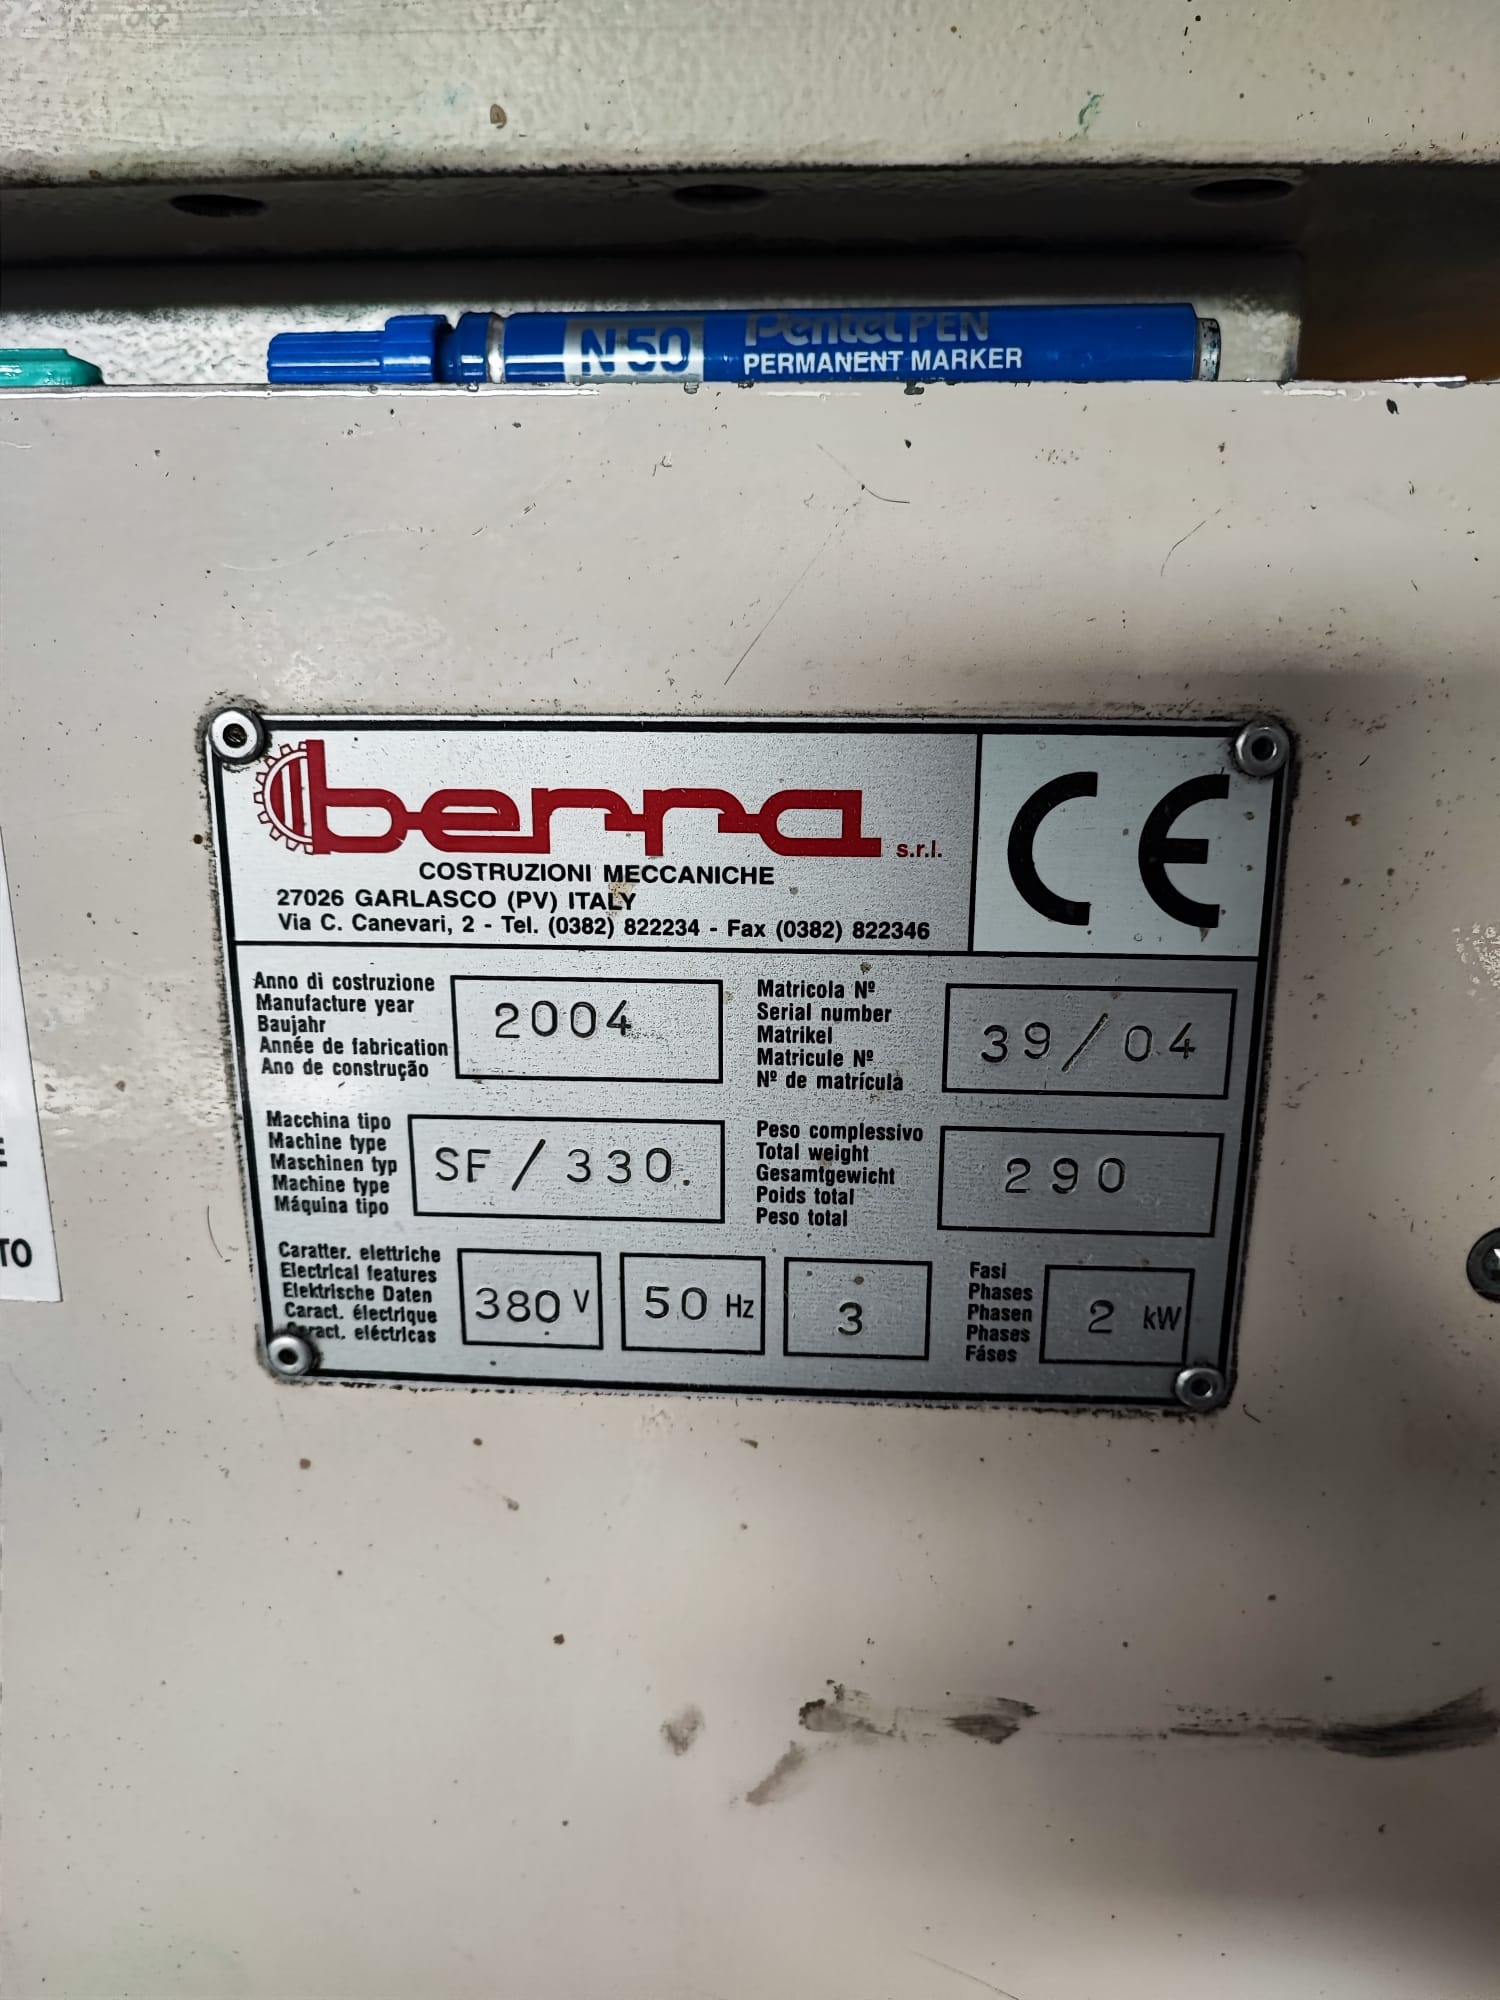 N50 Pentel PEN
PERMANENT MARKER
berra s.r.l.
CE
COSTRUZIONI MECCANICHE
27026 GARLASCO (PV) ITALY
Via C. Canevari, 2 - Tel. (0382) 822234 - Fax (0382) 822346
Anno di costruzione
Manufacture year
Baujahr
Année de fabrication
Ano de construção
2004
Matricola Nº
Serial number
Matrikel
Matricule Nº
Nº de matrícula
39/04
Macchina tipo
Machine type
Maschinen typ
Machine type
Máquina tipo
SF/330.
Peso complessivo
Total weight
Gesamtgewicht
Poids total
Peso total
290
Caratter. elettriche
Electrical features
Elektrische Daten
Caract. électrique
Caract. eléctricas
380 V
50 Hz
3
Fasi
Phases
Phasen
Phases
Fáses
2 kW
TO